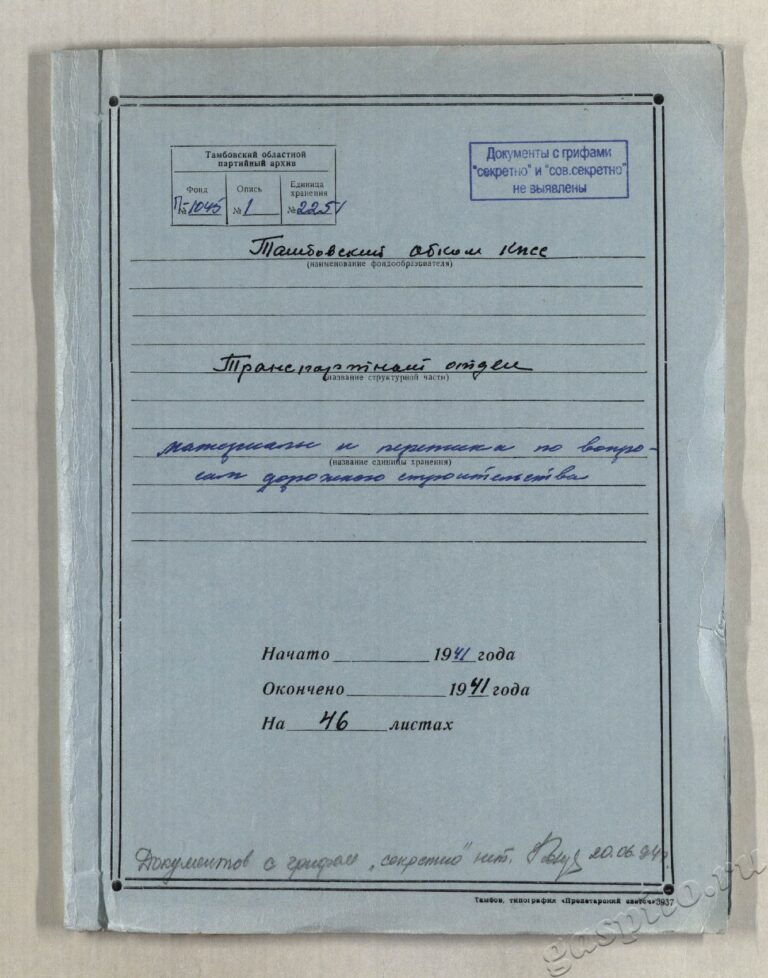 Тамбовский областной
партийный архив
Фонд Опись Единица хранения
П-№1045 №1 №2251
Документы с грифами
"секретно" и "сов.секретно"
не выявлены
Тамбовский обком КПСС
(наименование фондообразователя)
Транспортный отдел
(название структурной части)
материалы и переписка по вопро-
(название единицы хранения)
сам дорожного строительства
Начато 1941 года
Окончено 1941 года
На 46 листах
Документов с грифом „секретно" нет. 20.06.94г.
Тамбов, типография «Пролетарский светоч» 3937
gaspito.ru